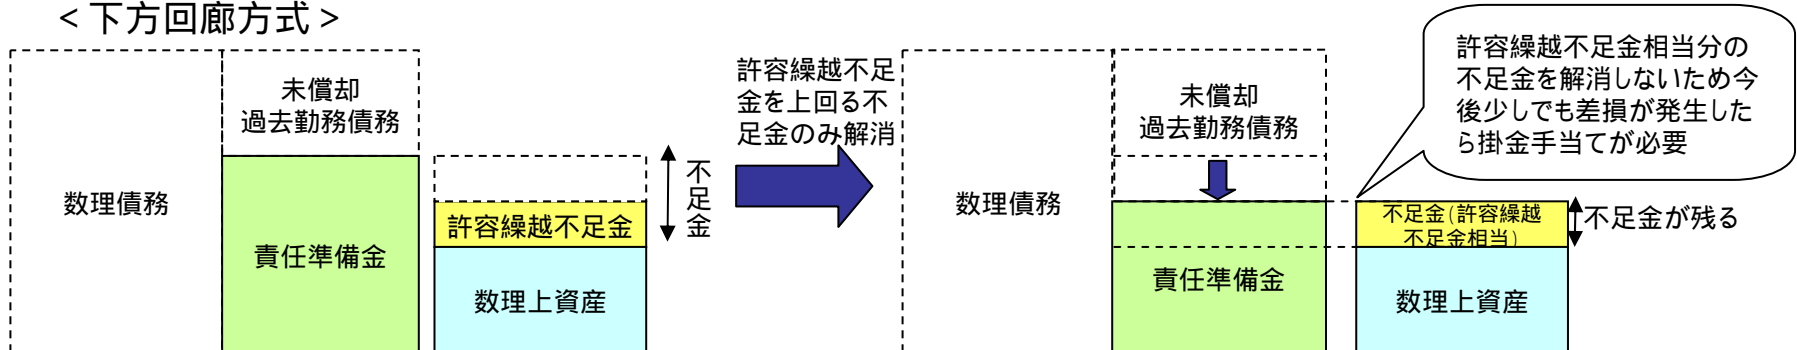 ＜下方回廊方式＞
数理債務
未償却
過去勤務債務
責任準備金
許容繰越不足金
数理上資産
不足金
許容繰越不足
金を上回る不
足金のみ解消
数理債務
未償却
過去勤務債務
責任準備金
不足金(許容繰越
不足金相当)
数理上資産
不足金が残る
許容繰越不足金相当分の
不足金を解消しないため今
後少しでも差損が発生した
ら掛金手当てが必要